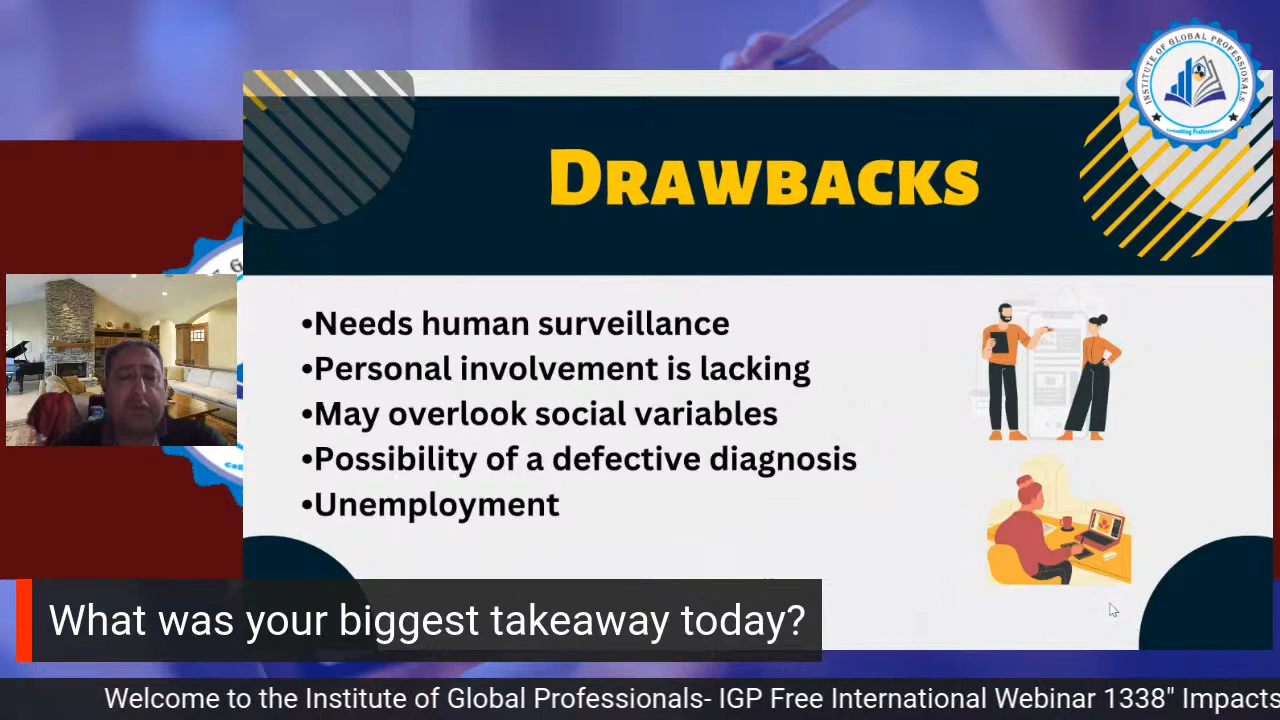 INSTITUTE OF GLOBAL PROFESSIONALS
DRAWBACKS
•Needs human surveillance
•Personal involvement is lacking
•May overlook social variables
•Possibility of a defective diagnosis
•Unemployment
What was your biggest takeaway today?
Welcome to the Institute of Global Professionals- IGP Free International Webinar 1338" Impacts